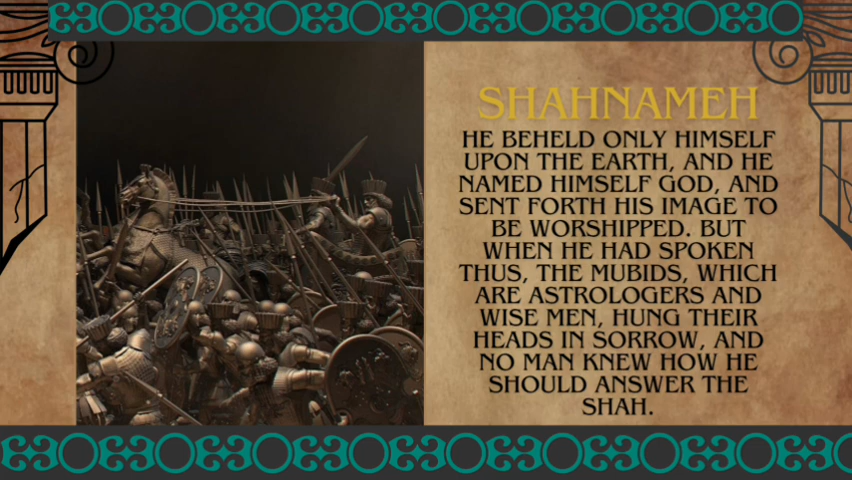 SHAHNAMEH
HE BEHELD ONLY HIMSELF
UPON THE EARTH, AND HE
NAMED HIMSELF GOD, AND
SENT FORTH HIS IMAGE TO
BE WORSHIPPED. BUT
WHEN HE HAD SPOKEN
THUS, THE MUBIDS, WHICH
ARE ASTROLOGERS AND
WISE MEN, HUNG THEIR
HEADS IN SORROW, AND
NO MAN KNEW HOW HE
SHOULD ANSWER THE
SHAH.